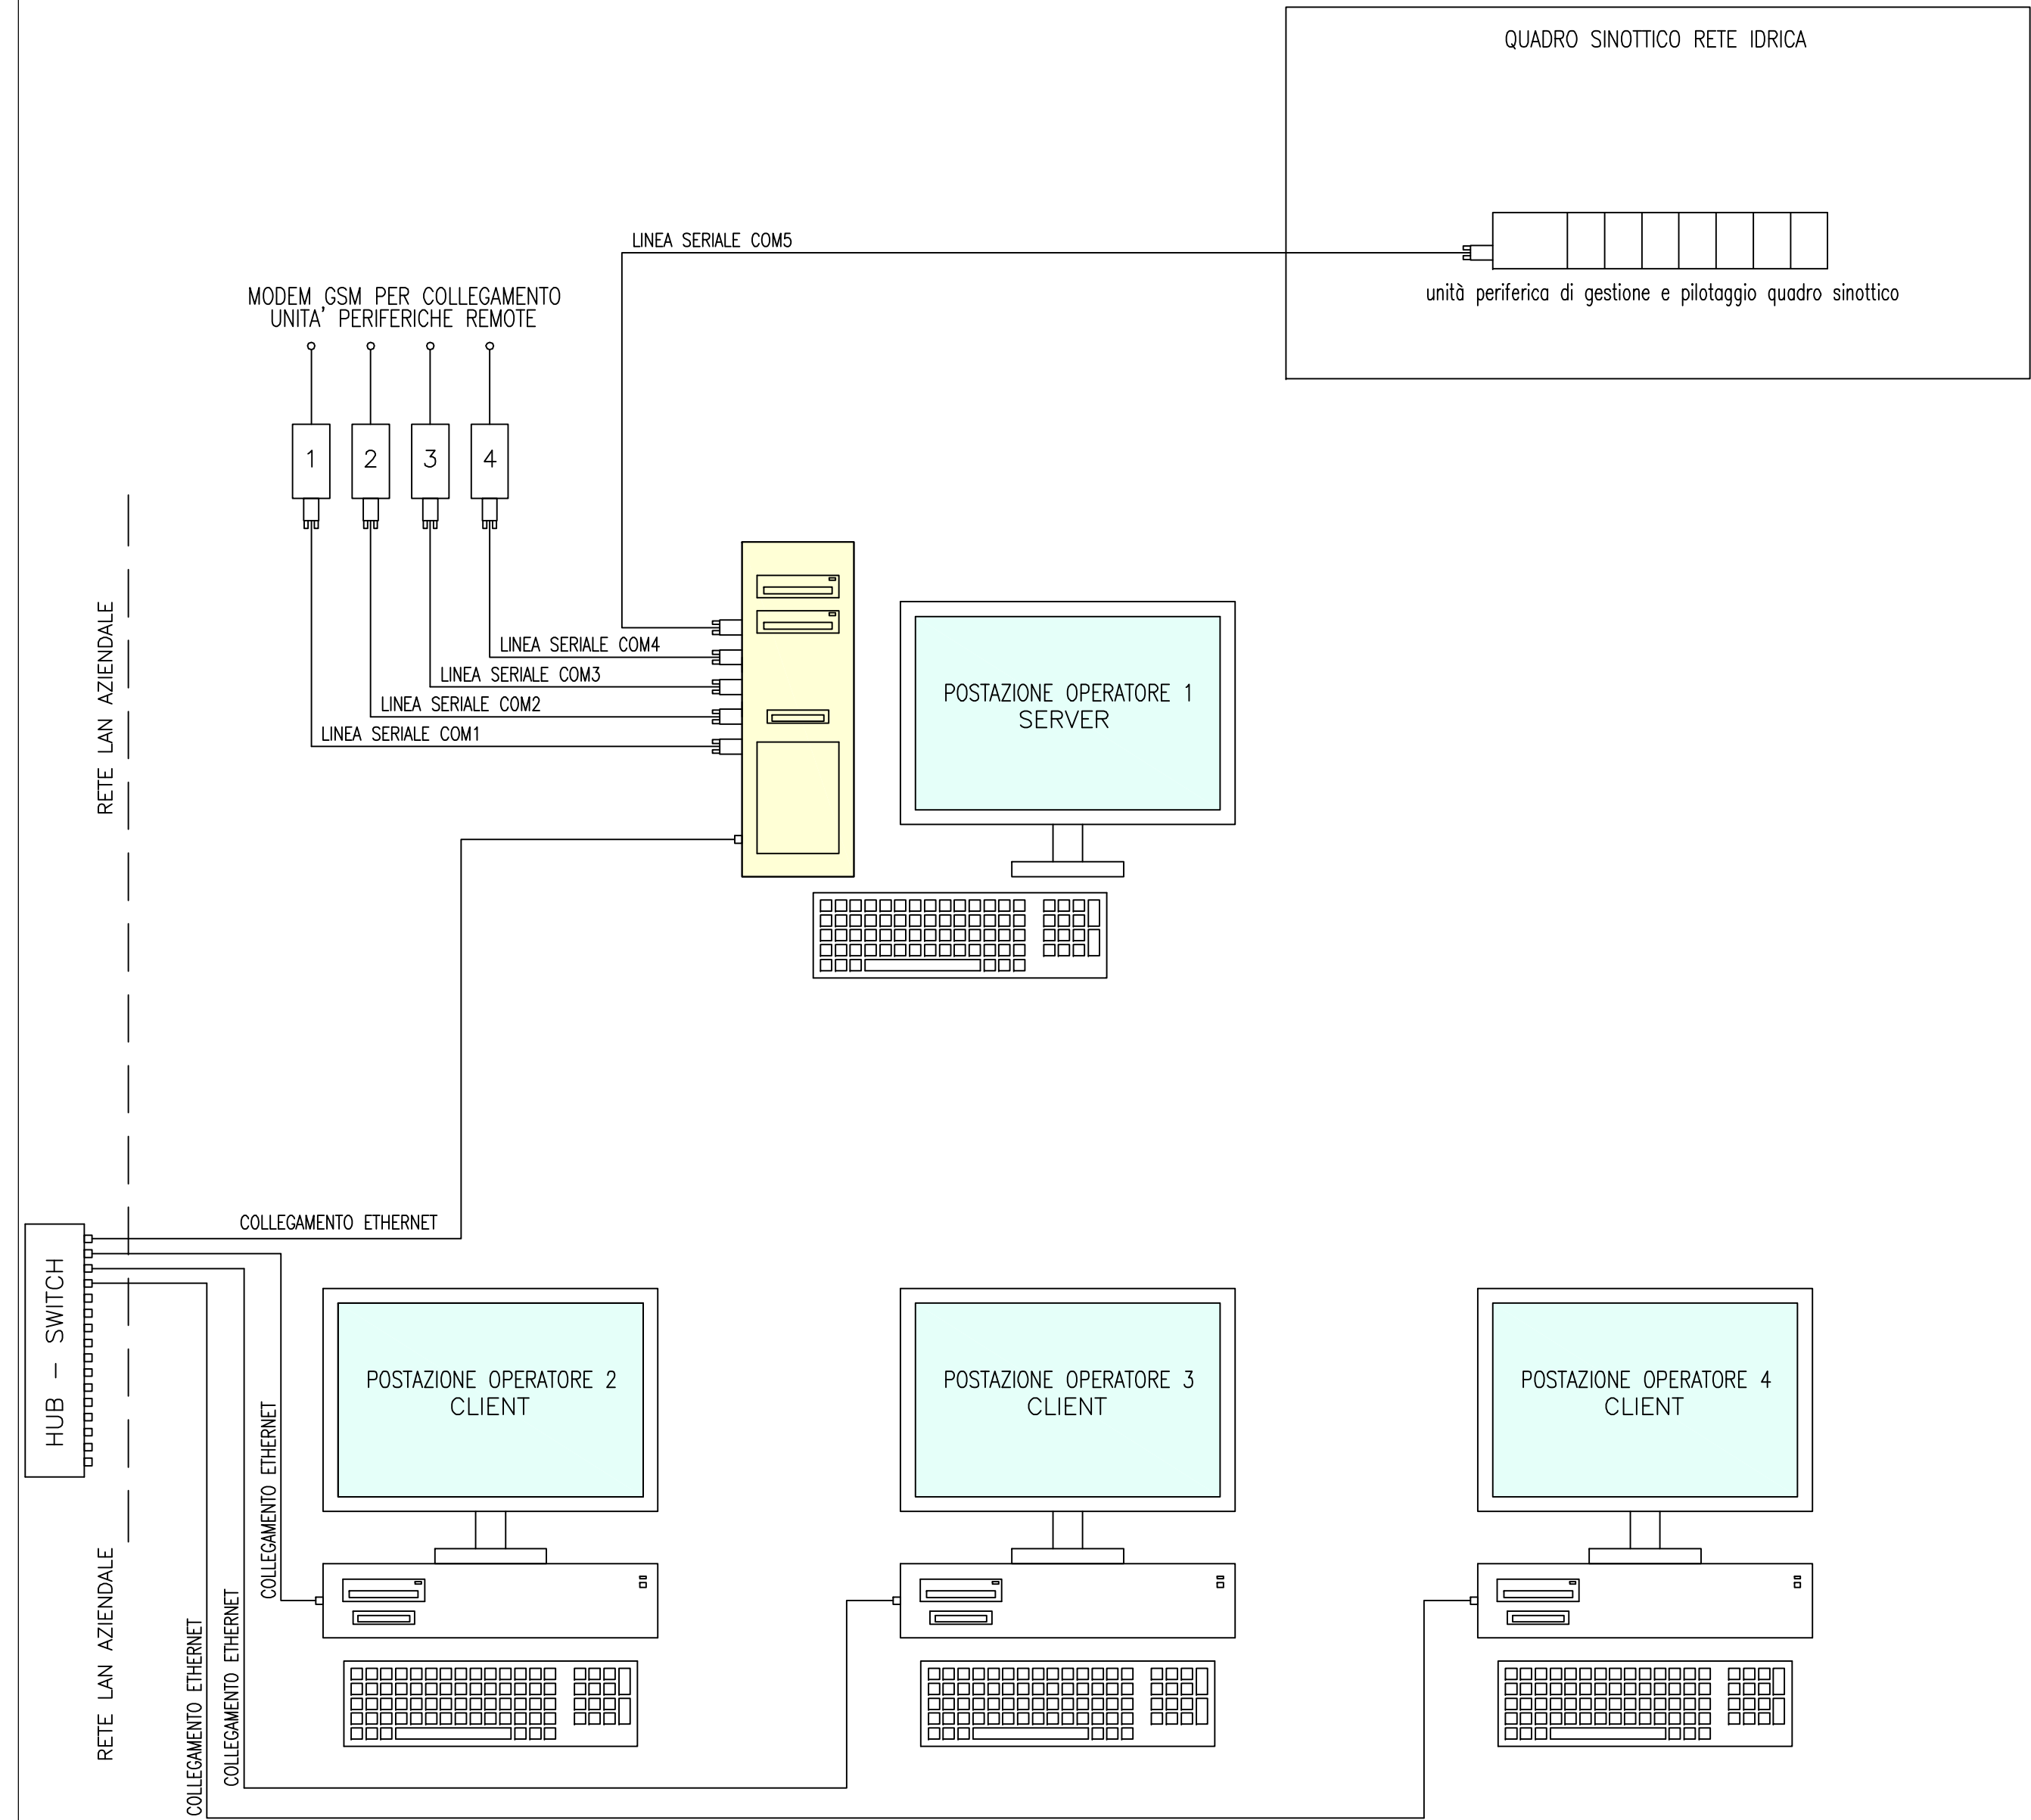 QUADRO SINOTTICO RETE IDRICA
LINEA SERIALE COM5
unità periferica di gestione e pilotaggio quadro sinottico
MODEM GSM PER COLLEGAMENTO
UNITA' PERIFERICHE REMOTE
1
2
3
4
RETE LAN AZIENDALE
LINEA SERIALE COM4
LINEA SERIALE COM3
LINEA SERIALE COM2
LINEA SERIALE COM1
POSTAZIONE OPERATORE 1
SERVER
COLLEGAMENTO ETHERNET
HUB - SWITCH
POSTAZIONE OPERATORE 2
CLIENT
POSTAZIONE OPERATORE 3
CLIENT
POSTAZIONE OPERATORE 4
CLIENT
RETE LAN AZIENDALE
COLLEGAMENTO ETHERNET
COLLEGAMENTO ETHERNET
COLLEGAMENTO ETHERNET